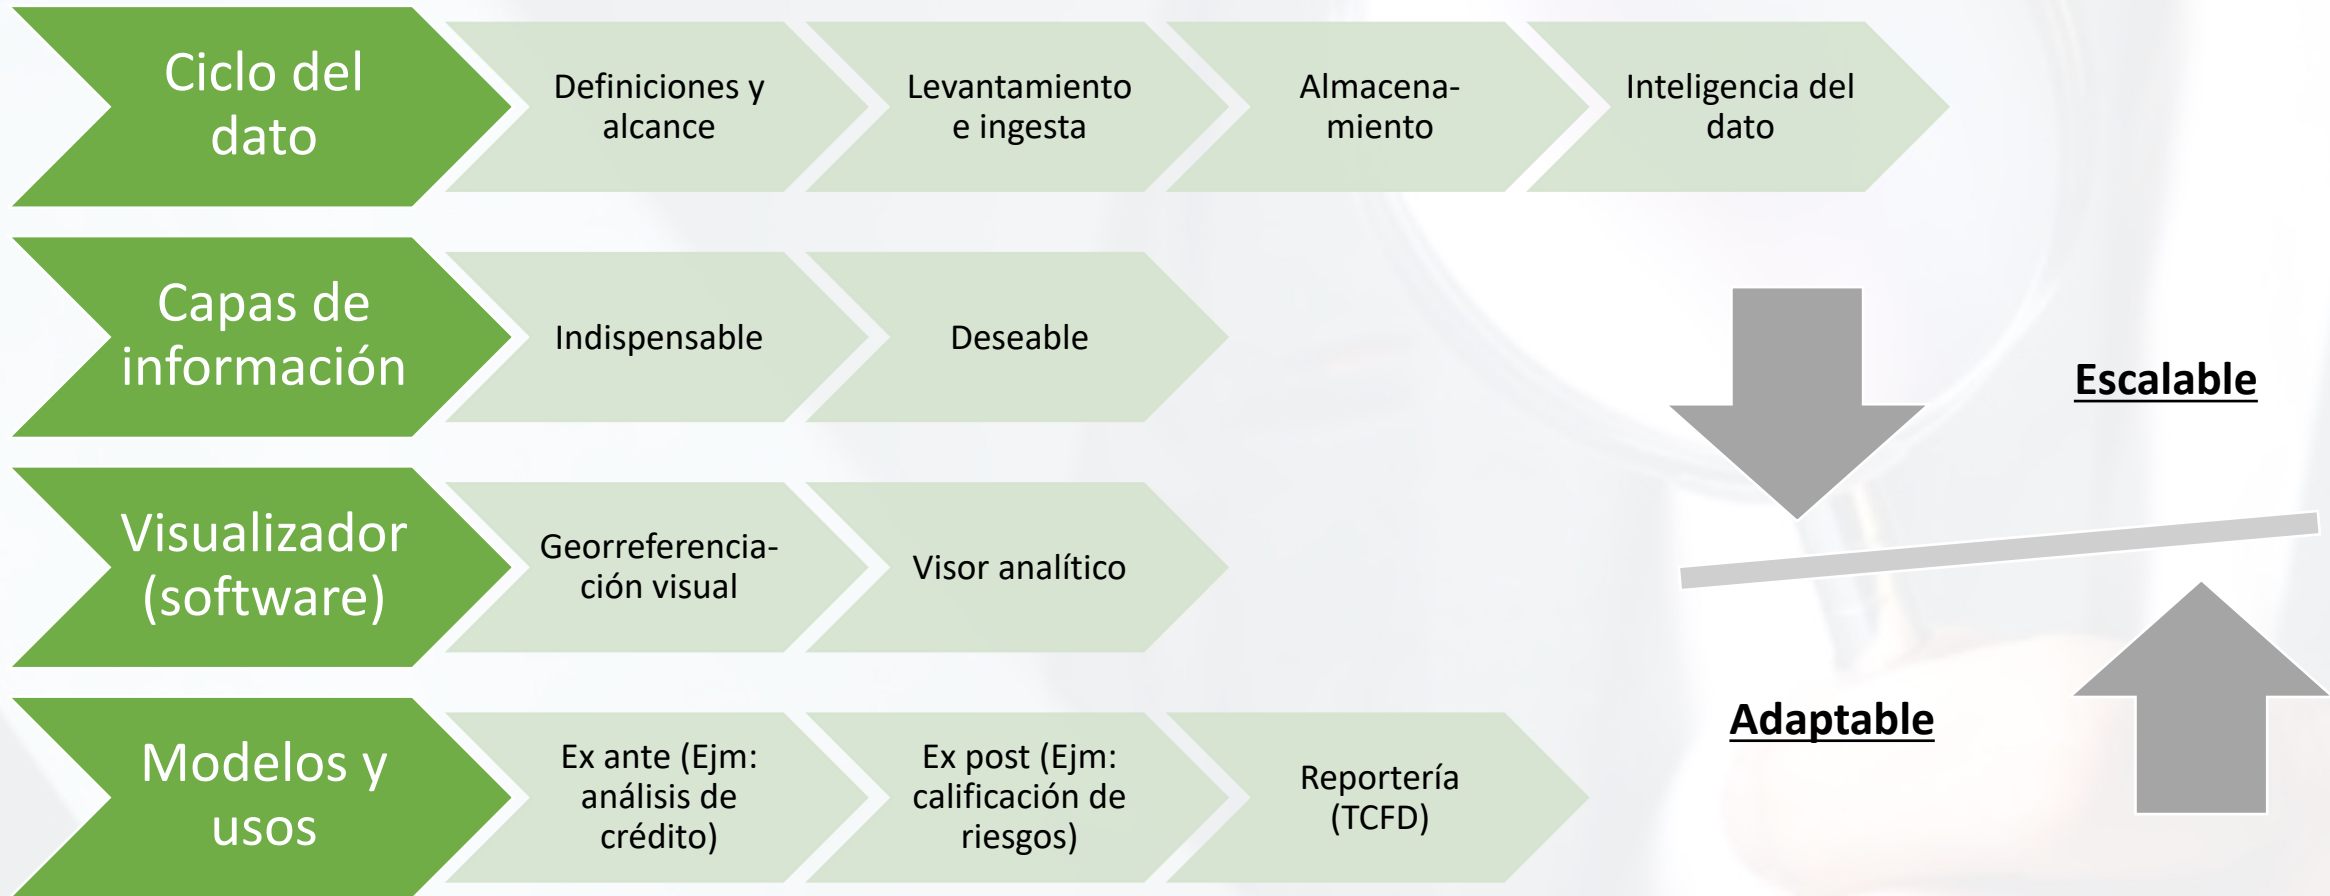 Ciclo del
dato
Definiciones y
alcance
Levantamiento
e ingesta
Almacena-
miento
Inteligencia del
dato
Capas de
información
Indispensable
Deseable
Visualizador
(software)
Georreferencia-
ción visual
Visor analítico
Modelos y
usos
Ex ante (Ejm:
análisis de
crédito)
Ex post (Ejm:
calificación de
riesgos)
Reportería
(TCFD)
Escalable
Adaptable